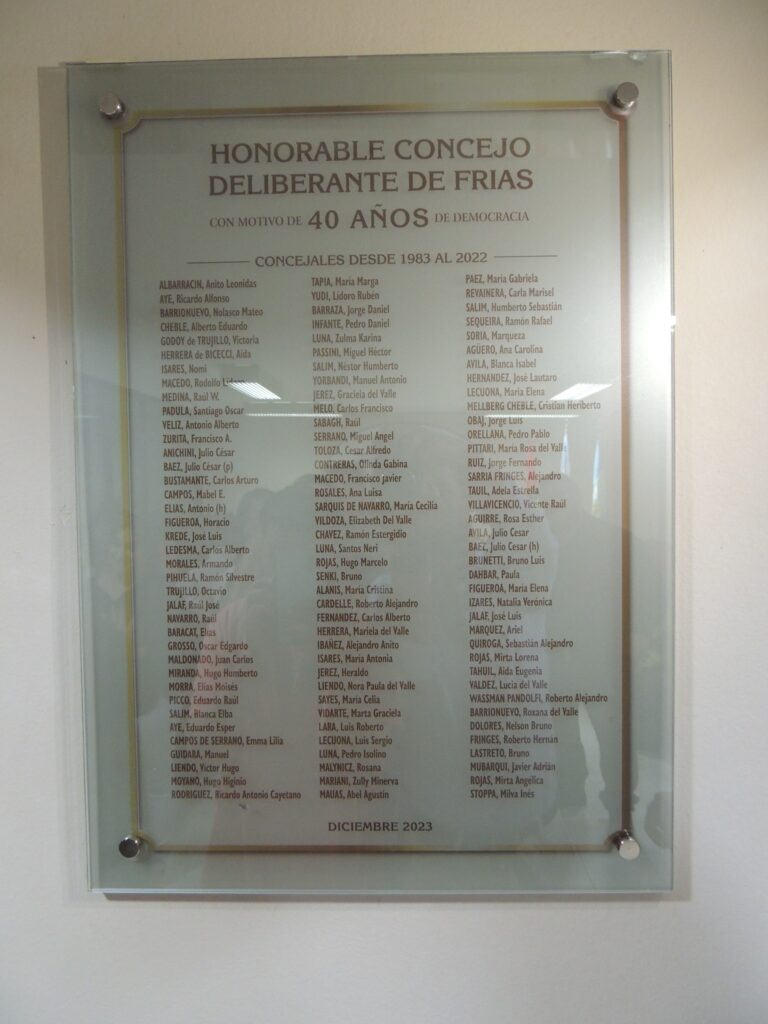 HONORABLE CONCEJO
DELIBERANTE DE FRIAS
CON MOTIVO DE 40 AÑOS DE DEMOCRACIA
CONCEJALES DESDE 1983 AL 2022
ALBARRACIN, Anito Leonidas
AYE, Ricardo Alfonso
BARRIONUEVO, Nolasco Mateo
CHEBLE, Alberto Eduardo
GODOY de TRUJILLO, Victoria
HERRERA de BICECCI, Aida
ISARES, Nomi
MACEDO, Rodolfo
MEDINA, Raúl W.
PADULA, Santiago Oscar
VELIZ, Antonio Alberto
ZURITA, Francisco A.
ANICHINI, Julio César
BAEZ, Julio César (p)
BUSTAMANTE, Carlos Arturo
CAMPOS, Mabel E.
ELIAS, Antonio (h)
FIGUEROA, Horacio
KREDE, José Luis
LEDESMA, Carlos Alberto
MORALES, Armando
PIHUELA, Ramón Silvestre
TRUJILLO, Octavio
JALAF, Raúl José
NAVARRO, Raúl
BARACAT, Elias
GROSSO, Oscar Edgardo
MALDONADO, Juan Carlos
MIRANDA, Hugo Humberto
MORRA, Elías Moisés
PICCO, Eduardo Raúl
SALIM, Blanca Elba
AYE, Eduardo Esper
CAMPOS DE SERRANO, Emma Lilia
GUIDARA, Manuel
LIENDO, Victor Hugo
MOYANO, Hugo Higinio
RODRIGUEZ, Ricardo Antonio Cayetano
TAPIA, María Marga
YUDI, Lidoro Rubén
BARRAZA, Jorge Daniel
INFANTE, Pedro Daniel
LUNA, Zulma Karina
PASSINI, Miguel Héctor
SALIM, Néstor Humberto
YORBANDI, Manuel Antonio
JEREZ, Graciela del Valle
MELO, Carlos Francisco
SABAGH, Raúl
SERRANO, Miguel Angel
TOLOZA, Cesar Alfredo
CONTRERAS, Olinda Gabina
MACEDO, Francisco Javier
ROSALES, Ana Luisa
SARQUIS DE NAVARRO, María Cecilia
VILDOZA, Elizabeth Del Valle
CHAVEZ, Ramón Estergidio
LUNA, Santos Neri
ROJAS, Hugo Marcelo
SENKI, Bruno
ALANIS, María Cristina
CARDELLE, Roberto Alejandro
FERNANDEZ, Carlos Alberto
HERRERA, Mariela del Valle
IBAÑEZ, Alejandro Anito
ISARES, María Antonia
JEREZ, Heraldo
LIENDO, Nora Paula del Valle
SAYES, María Celia
VIDARTE, Marta Graciela
LARA, Luis Roberto
LECUONA, Luis Sergio
LUNA, Pedro Isolino
MALYNICZ, Rosana
MARIANI, Zully Minerva
MAUAS, Abel Agustín
PAEZ, María Gabriela
REVAINERA, Carla Marisel
SALIM, Humberto Sebastián
SEQUEIRA, Ramón Rafael
SORIA, Marqueza
AGÜERO, Ana Carolina
AVILA, Blanca Isabel
HERNANDEZ, José Lautaro
LECUONA, María Elena
MELLBERG CHEBLE, Cristian Heriberto
OBAJ, Jorge Luis
ORELLANA, Pedro Pablo
PITTARI, María Rosa del Valle
RUIZ, Jorge Fernando
SARRIA FRINGES, Alejandro
TAUIL, Adela Estrella
VILLAVICENCIO, Vicente Raúl
AGUIRRE, Rosa Esther
AVILA, Julio Cesar
BAEZ, Julio Cesar (h)
BRUNETTI, Bruno Luis
DAHBAR, Paula
FIGUEROA, María Elena
IZARES, Natalia Verónica
JALAF, José Luis
MARQUEZ, Ariel
QUIROGA, Sebastián Alejandro
ROJAS, Mirta Lorena
TAHUIL, Aida Eugenia
VALDEZ, Lucía del Valle
WASSMAN PANDOLFI, Roberto Alejandro
BARRIONUEVO, Roxana del Valle
DOLORES, Nelson Bruno
FRINGES, Roberto Hernán
LASTRETO, Bruno
MUBARQUI, Javier Adrián
ROJAS, Mirta Angelica
STOPPA, Milva Inés
DICIEMBRE 2023